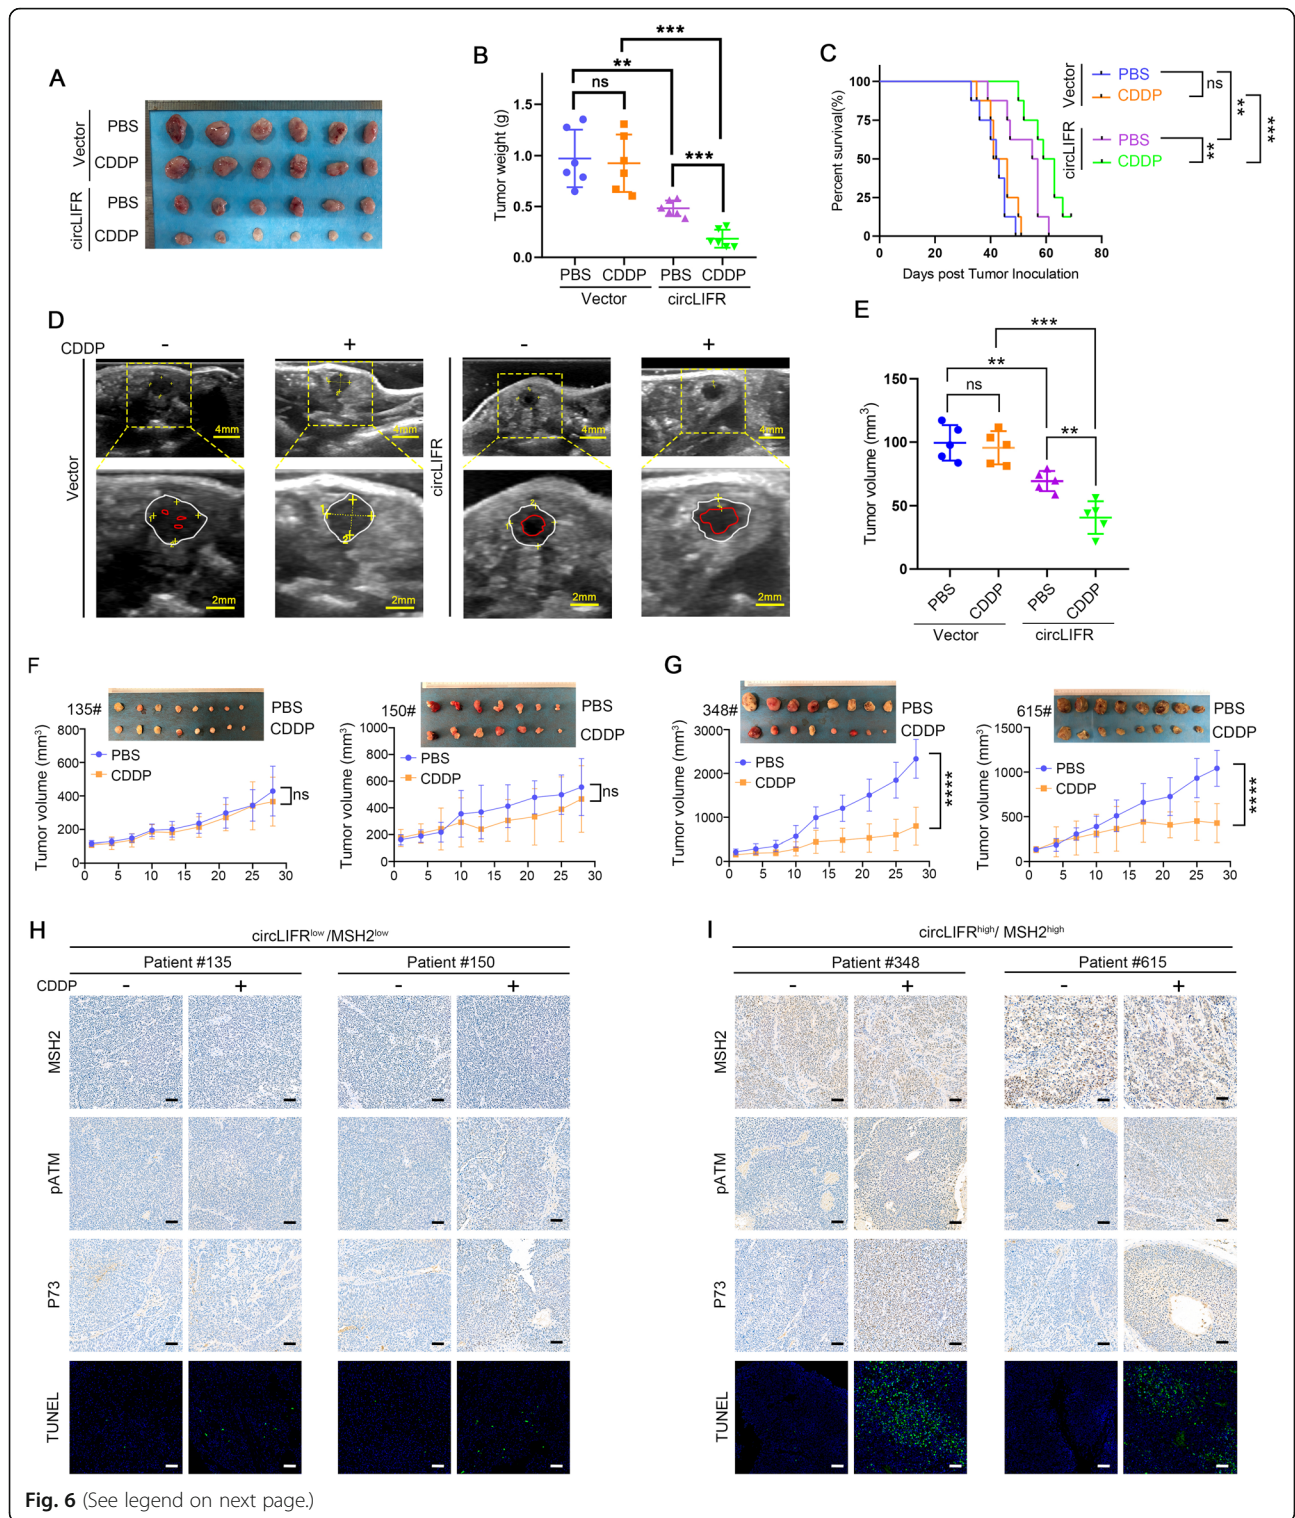 A
Vector
PBS
CDDP
circLIFR
PBS
CDDP
B
***
**
ns
***
Tumor weight (g)
1.5
1.0
0.5
0.0
PBS CDDP PBS CDDP
Vector circLIFR
C
Percent survival(%)
100
75
50
25
0
0 20 40 60 80
Days post Tumor Inoculation
Vector
PBS
CDDP
circLIFR
PBS
CDDP
ns
**
**
***
D
CDDP - + - +
Vector
circLIFR
4mm 4mm 4mm 4mm
1 2
2mm 2mm 2mm 2mm
E
***
**
ns
**
Tumor volume (mm³)
150
100
50
0
PBS CDDP PBS CDDP
Vector circLIFR
F
135#
PBS
CDDP
Tumor volume (mm³)
800
600
400
200
0
PBS
CDDP
ns
0 5 10 15 20 25 30
150#
PBS
CDDP
Tumor volume (mm³)
1000
800
600
400
200
0
PBS
CDDP
ns
0 5 10 15 20 25 30
G
348#
PBS
CDDP
Tumor volume (mm³)
3000
2000
1000
0
PBS
CDDP
****
0 5 10 15 20 25 30
615#
PBS
CDDP
Tumor volume (mm³)
1500
1000
500
0
PBS
CDDP
*****
0 5 10 15 20 25 30
H
circLIFRlow /MSH2low
Patient #135 Patient #150
CDDP - + - +
MSH2
pATM
P73
TUNEL
I
circLIFRhigh/ MSH2high
Patient #348 Patient #615
CDDP - + - +
MSH2
pATM
P73
TUNEL
Fig. 6 (See legend on next page.)